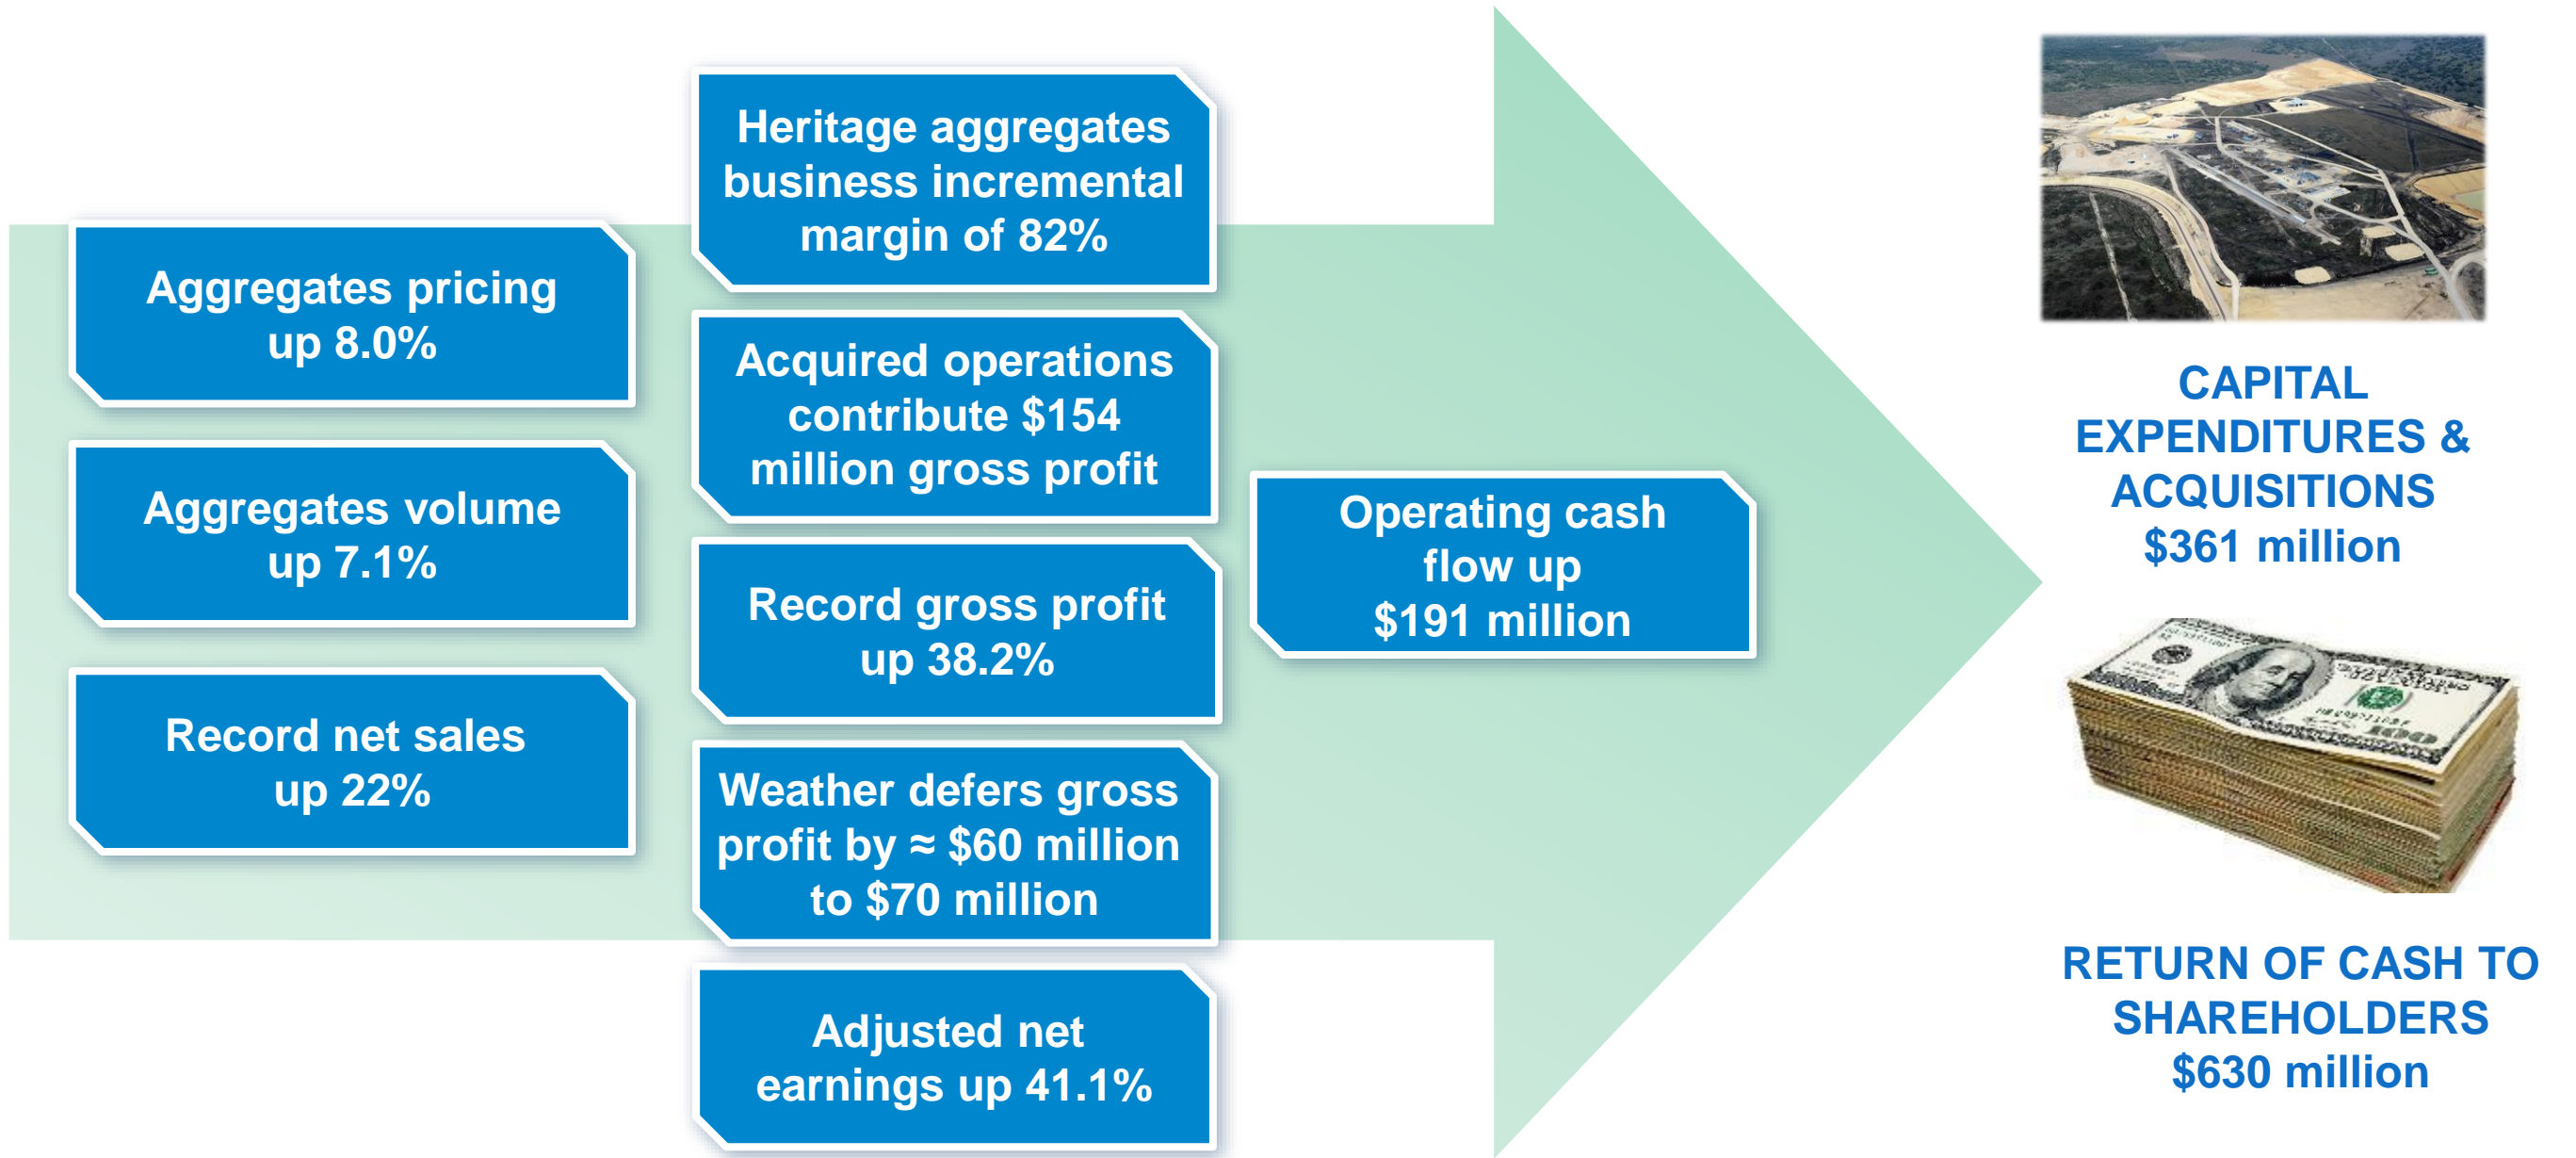 Aggregates pricing
up 8.0%
Aggregates volume
up 7.1%
Record net sales
up 22%
Heritage aggregates
business incremental
margin of 82%
Acquired operations
contribute $154
million gross profit
Record gross profit
up 38.2%
Weather defers gross
profit by ≈ $60 million
to $70 million
Adjusted net
earnings up 41.1%
Operating cash
flow up
$191 million
CAPITAL
EXPENDITURES &
ACQUISITIONS
$361 million
100
RETURN OF CASH TO
SHAREHOLDERS
$630 million